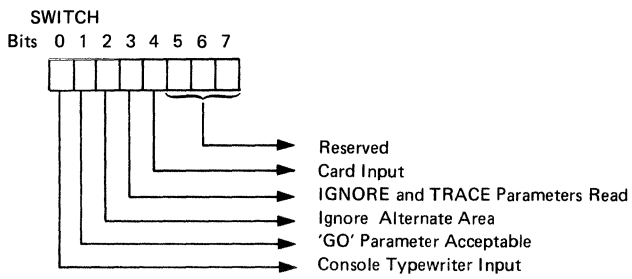 SWITCH
Bits 0 1 2 3 4 5 6 7
Reserved
Card Input
IGNORE and TRACE Parameters Read
Ignore Alternate Area
'GO' Parameter Acceptable
Console Typewriter Input